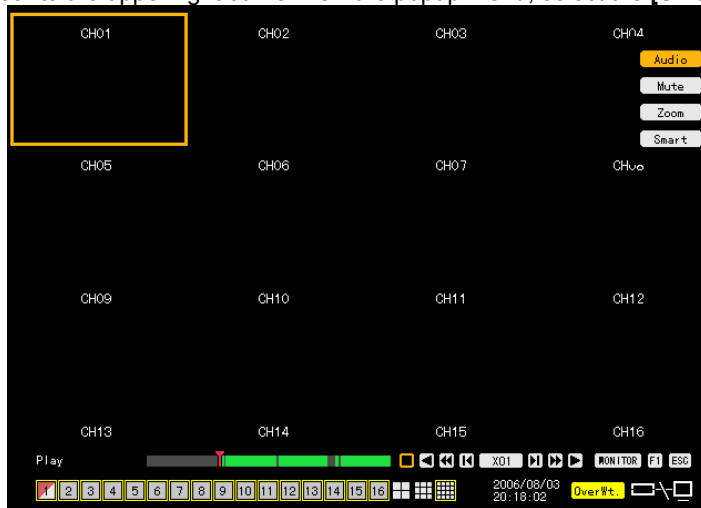 CH01 CH02 CH03 CH04
Audio
Mute
Zoom
Smart
CH05 CH06 CH07
CH09 CH10 CH11 CH12
CH13 CH14 CH15 CH16
Play X01 MONITOR F1 ESC
1 2 3 4 5 6 7 8 9 10 11 12 13 14 15 16 2006/08/03
20:18:02 OverWt.